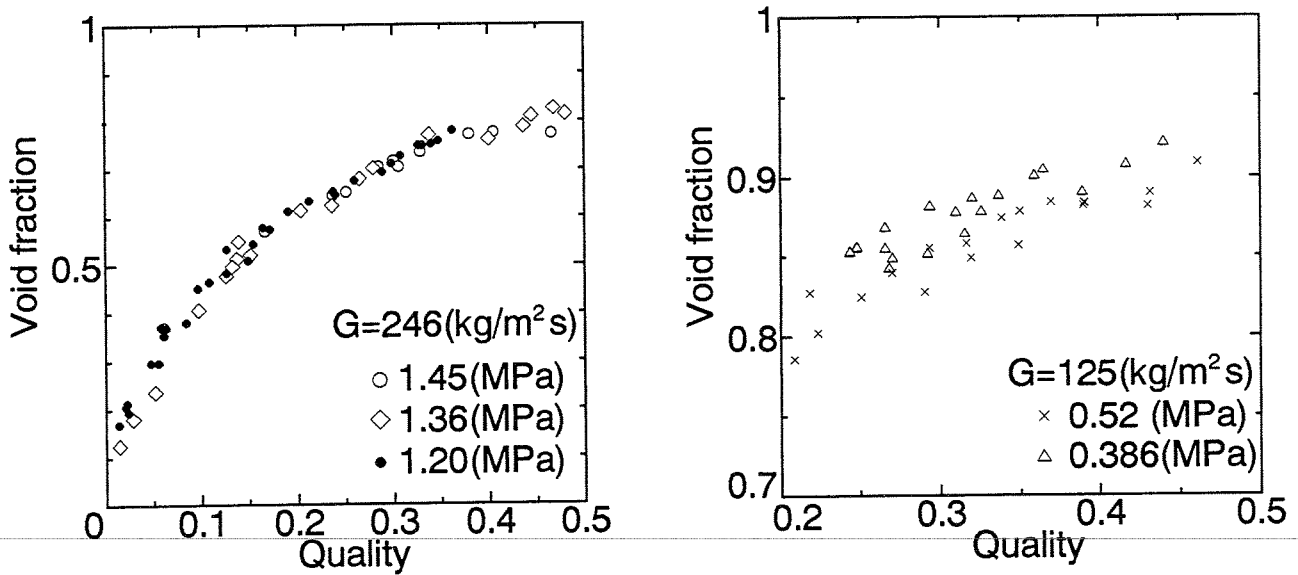 1
0.5
Void fraction
G=246(kg/m²s)
○ 1.45(MPa)
◇ 1.36(MPa)
● 1.20(MPa)
0 0.1 0.2 0.3 0.4 0.5
Quality
1
0.9
0.8
0.7
Void fraction
G=125(kg/m²s)
× 0.52 (MPa)
△ 0.386(MPa)
0.2 0.3 0.4 0.5
Quality